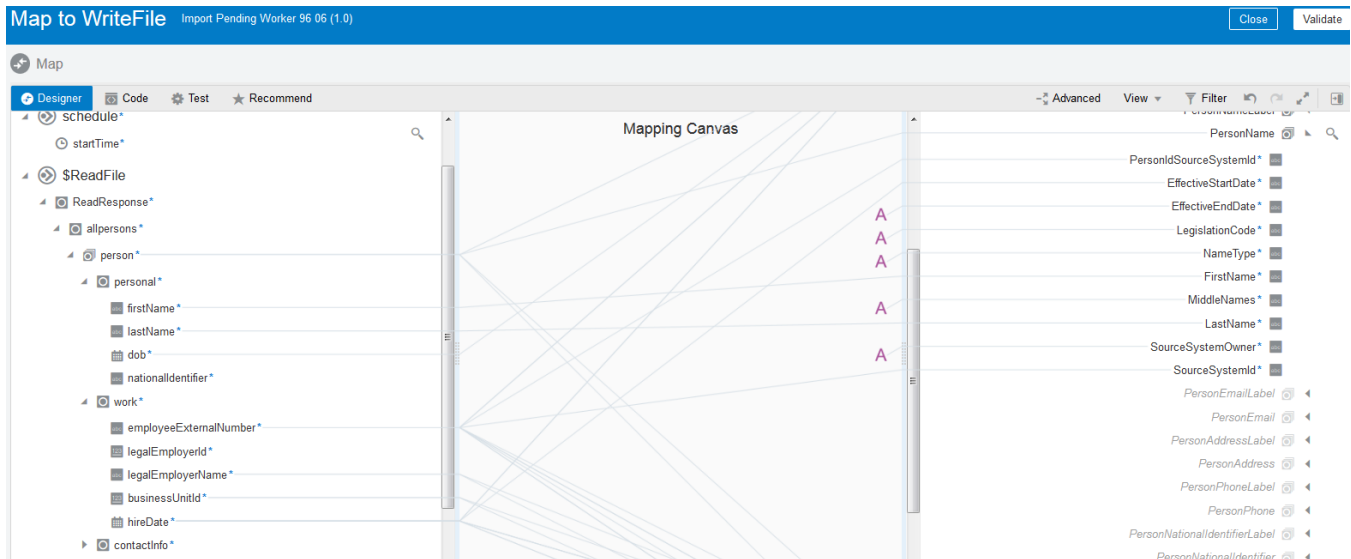 Map to WriteFile Import Pending Worker 96 06 (1.0) Close Validate
Map
Designer Code Test Recommend Advanced View Filter
schedule*
startTime*
$ReadFile
ReadResponse*
allpersons*
person*
personal*
firstName*
lastName*
dob*
nationalIdentifier*
work*
employeeExternalNumber*
legalEmployerId*
legalEmployerName*
businessUnitId*
hireDate*
contactInfo*
Mapping Canvas
A
A
A
A
A
PersonNameLabel
PersonName
PersonIdSourceSystemId*
EffectiveStartDate*
EffectiveEndDate*
LegislationCode*
NameType*
FirstName*
MiddleNames*
LastName*
SourceSystemOwner*
SourceSystemId*
PersonEmailLabel
PersonEmail
PersonAddressLabel
PersonAddress
PersonPhoneLabel
PersonPhone
PersonNationalIdentifierLabel
PersonNationalIdentifier